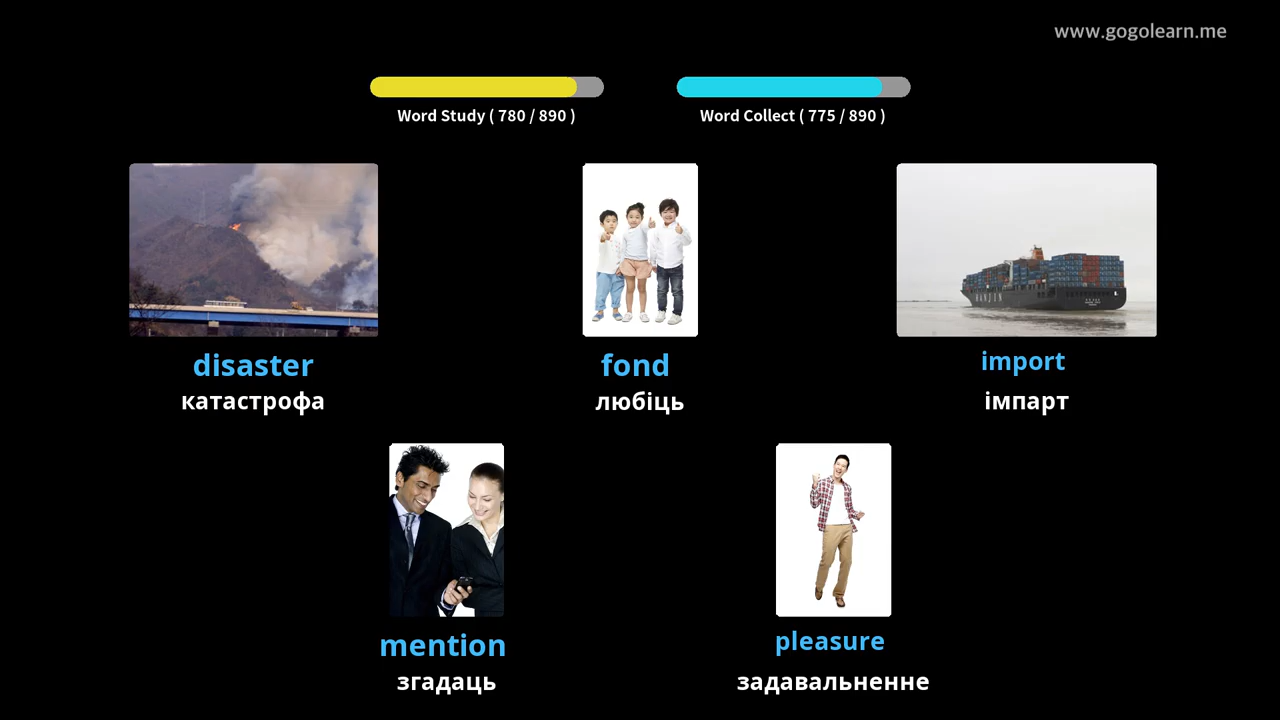 www.gogolearn.me
Word Study ( 780 / 890 )
Word Collect ( 775 / 890 )
HANJIN
disaster
fond
import
катастрофа
любіць
імпарт
mention
pleasure
згадаць
задавальненне